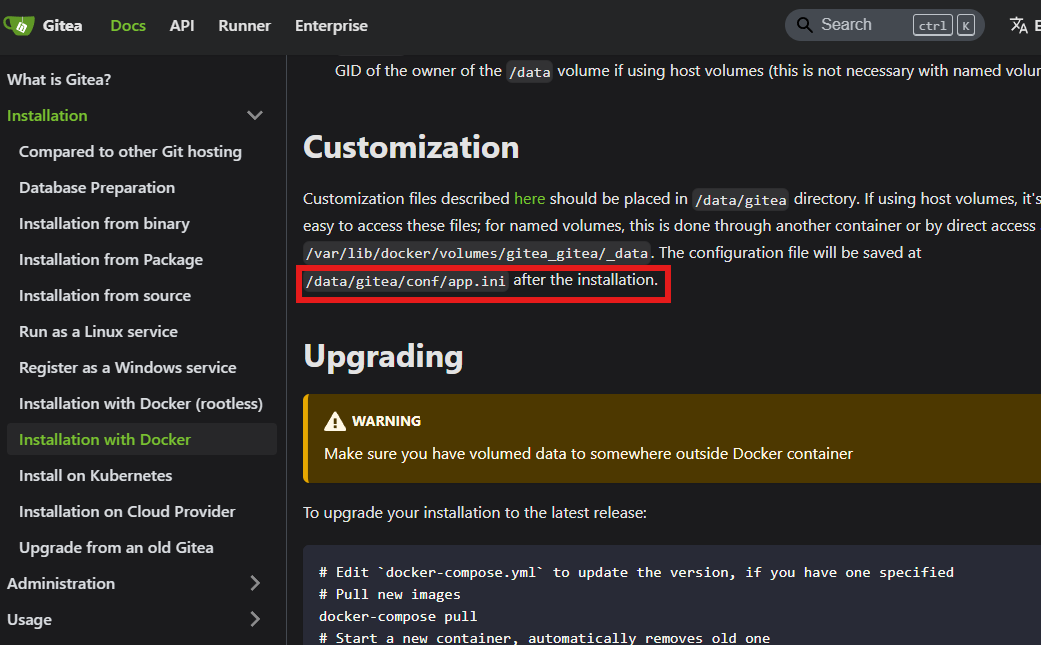 Gitea Docs API Runner Enterprise Search ctrl K
What is Gitea?
Installation
Compared to other Git hosting
Database Preparation
Installation from binary
Installation from Package
Installation from source
Run as a Linux service
Register as a Windows service
Installation with Docker (rootless)
Installation with Docker
Install on Kubernetes
Installation on Cloud Provider
Upgrade from an old Gitea
Administration
Usage
GID of the owner of the /data volume if using host volumes (this is not necessary with named
Customization
Customization files described here should be placed in /data/gitea directory. If using host volumes, it's
easy to access these files; for named volumes, this is done through another container or by direct access
/var/lib/docker/volumes/gitea_gitea/_data. The configuration file will be saved at
/data/gitea/conf/app.ini after the installation.
Upgrading
WARNING
Make sure you have volumed data to somewhere outside Docker container
To upgrade your installation to the latest release:
# Edit `docker-compose.yml` to update the version, if you have one specified
# Pull new images
docker-compose pull
# Start a new container, automatically removes old one